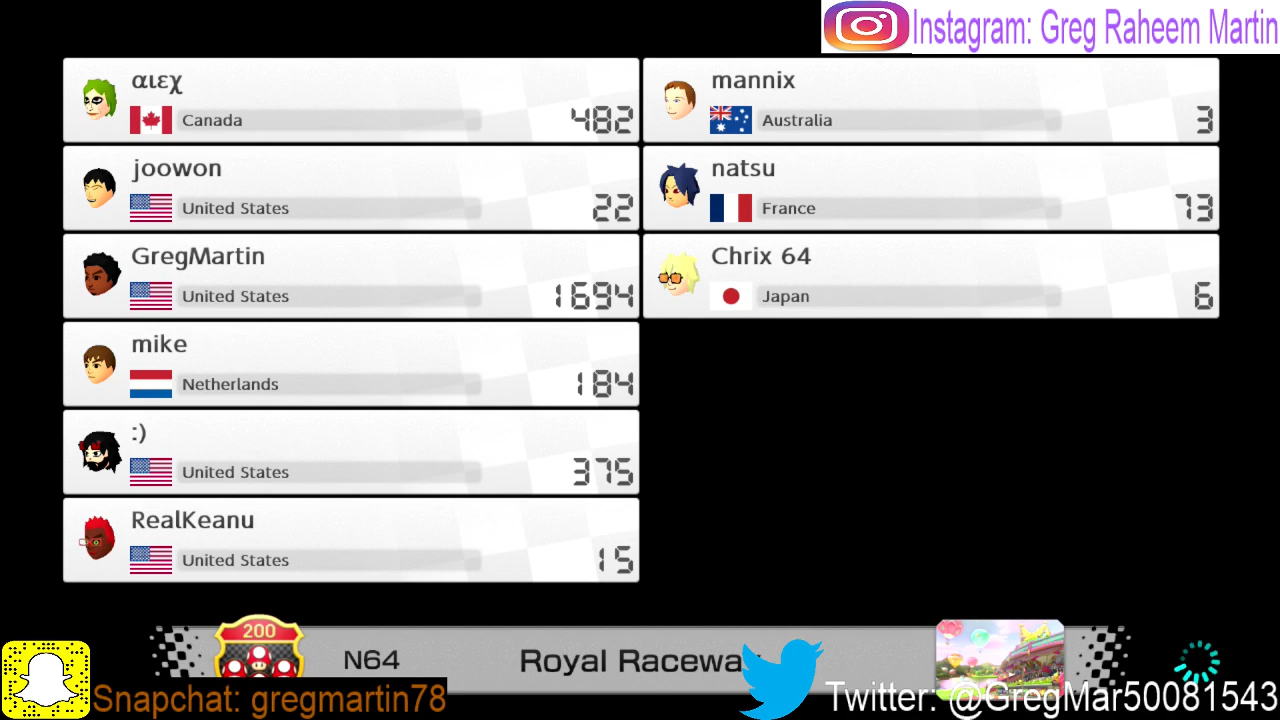 Instagram: Greg Raheem Martin
αιεχ
Canada
482
joowon
United States
22
GregMartin
United States
1694
mike
Netherlands
184
:)
United States
375
RealKeanu
United States
15
mannix
Australia
3
natsu
France
73
Chrix 64
Japan
6
200
N64
Royal Raceway
Snapchat: gregmartin78
Twitter: @GregMar50081543